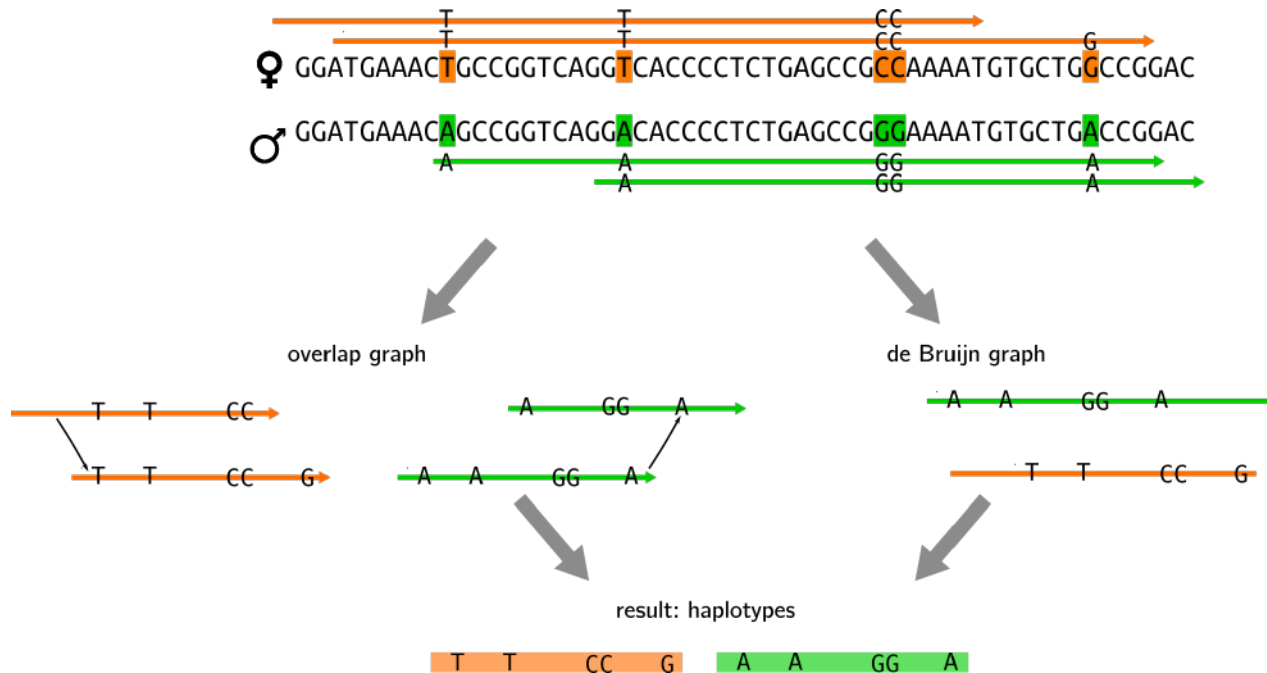 T T CC
T T CC G
♀ GGATGAAACTGCCGGTCAGGTCACCCCTCTGAGCCGCCAAAATGTGCTGGCCGGAC
♂ GGATGAAACAGCCGGTCAGGACACCCCTCTGAGCCGGGAAAATGTGCTGACCGGAC
A A GG A
A GG A
overlap graph
de Bruijn graph
T T CC
A GG A
A A GG A
T T CC G
A A GG A
T T CC G
result: haplotypes
T T CC G
A A GG A